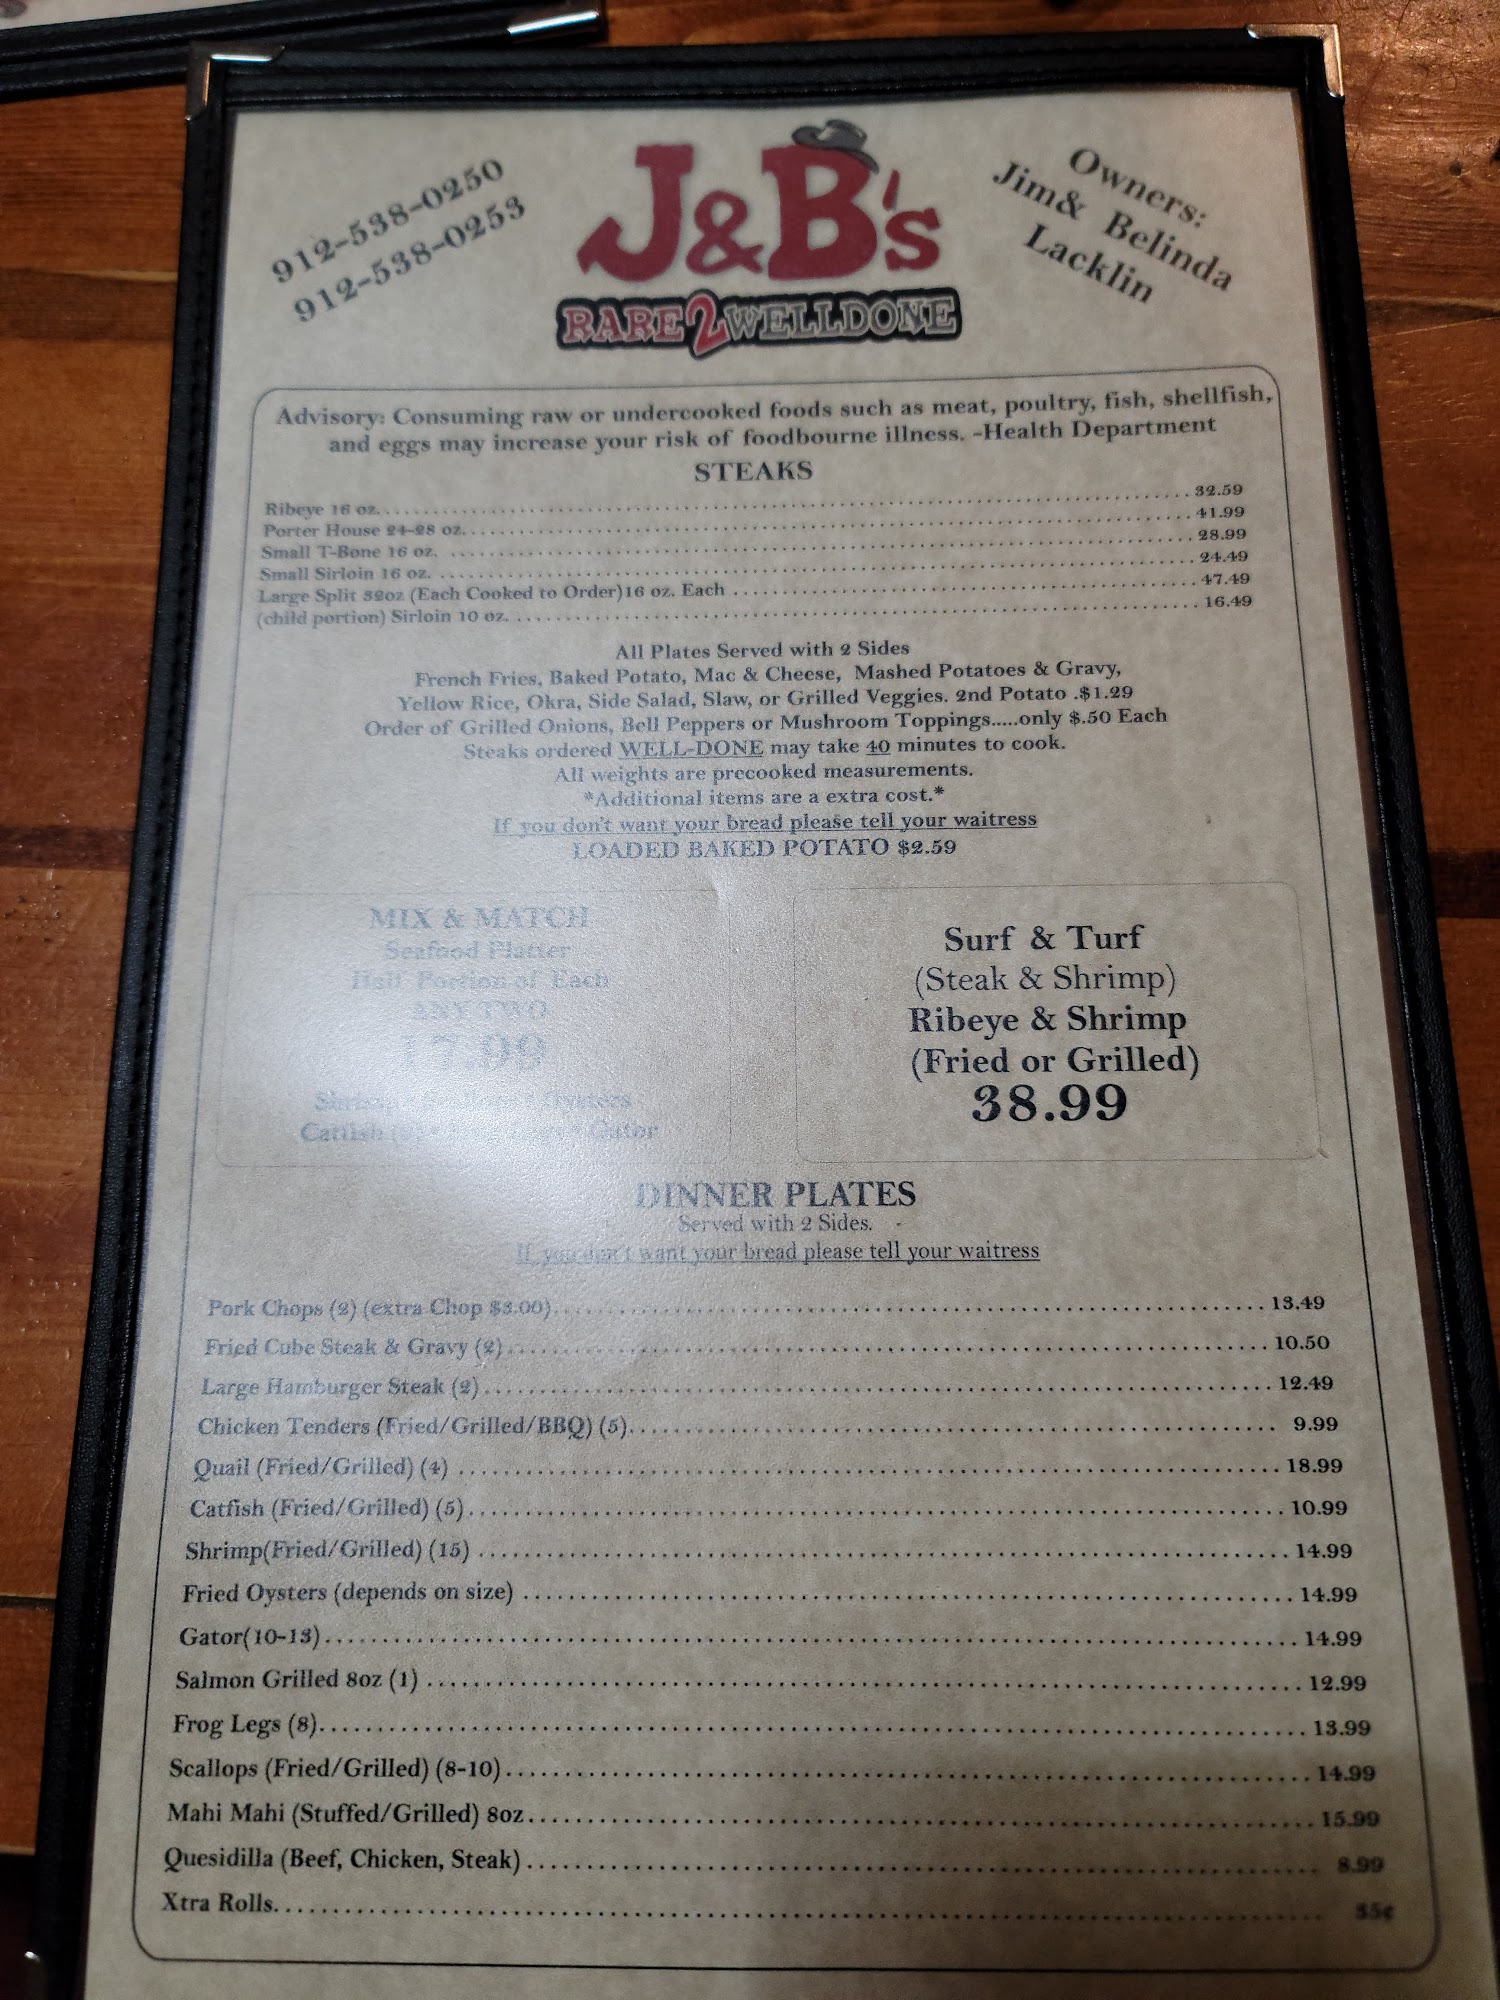 912-538-0250
912-538-0253
J&B's
RARE2WELLDONE
Owners:
Jim& Belinda
Lacklin
Advisory: Consuming raw or undercooked foods such as meat, poultry, fish, shellfish,
and eggs may increase your risk of foodbourne illness. -Health Department
STEAKS
Ribeye 16 oz. 32.59
Porter House 24-28 oz. 41.99
Small T-Bone 16 oz. 28.99
Small Sirloin 16 oz. 24.49
Large Split 32oz (Each Cooked to Order)16 oz. Each 47.49
(child portion) Sirloin 10 oz. 16.49
All Plates Served with 2 Sides
French Fries, Baked Potato, Mac & Cheese, Mashed Potatoes & Gravy,
Yellow Rice, Okra, Side Salad, Slaw, or Grilled Veggies. 2nd Potato .$1.29
Order of Grilled Onions, Bell Peppers or Mushroom Toppings.....only $.50 Each
Steaks ordered WELL-DONE may take 40 minutes to cook.
All weights are precooked measurements.
*Additional items are a extra cost.*
If you don't want your bread please tell your waitress
LOADED BAKED POTATO $2.59
MIX & MATCH
Seafood Platter
Half Portion of Each
ANY TWO
Oysters
Catfish Gator
Surf & Turf
(Steak & Shrimp)
Ribeye & Shrimp
(Fried or Grilled)
38.99
DINNER PLATES
Served with 2 Sides. -
If you don't want your bread please tell your waitress
Pork Chops (2) (extra Chop $3.00) 13.49
Fried Cube Steak & Gravy (2) 10.50
Large Hamburger Steak (2) 12.49
Chicken Tenders (Fried/Grilled/BBQ) (5) 9.99
Quail (Fried/Grilled) (4) 18.99
Catfish (Fried/Grilled) (5) 10.99
Shrimp(Fried/Grilled) (15) 14.99
Fried Oysters (depends on size) 14.99
Gator(10-13) 14.99
Salmon Grilled 8oz (1) 12.99
Frog Legs (8) 13.99
Scallops (Fried/Grilled) (8-10) 14.99
Mahi Mahi (Stuffed/Grilled) 8oz 15.99
Quesidilla (Beef, Chicken, Steak) 8.99
Xtra Rolls